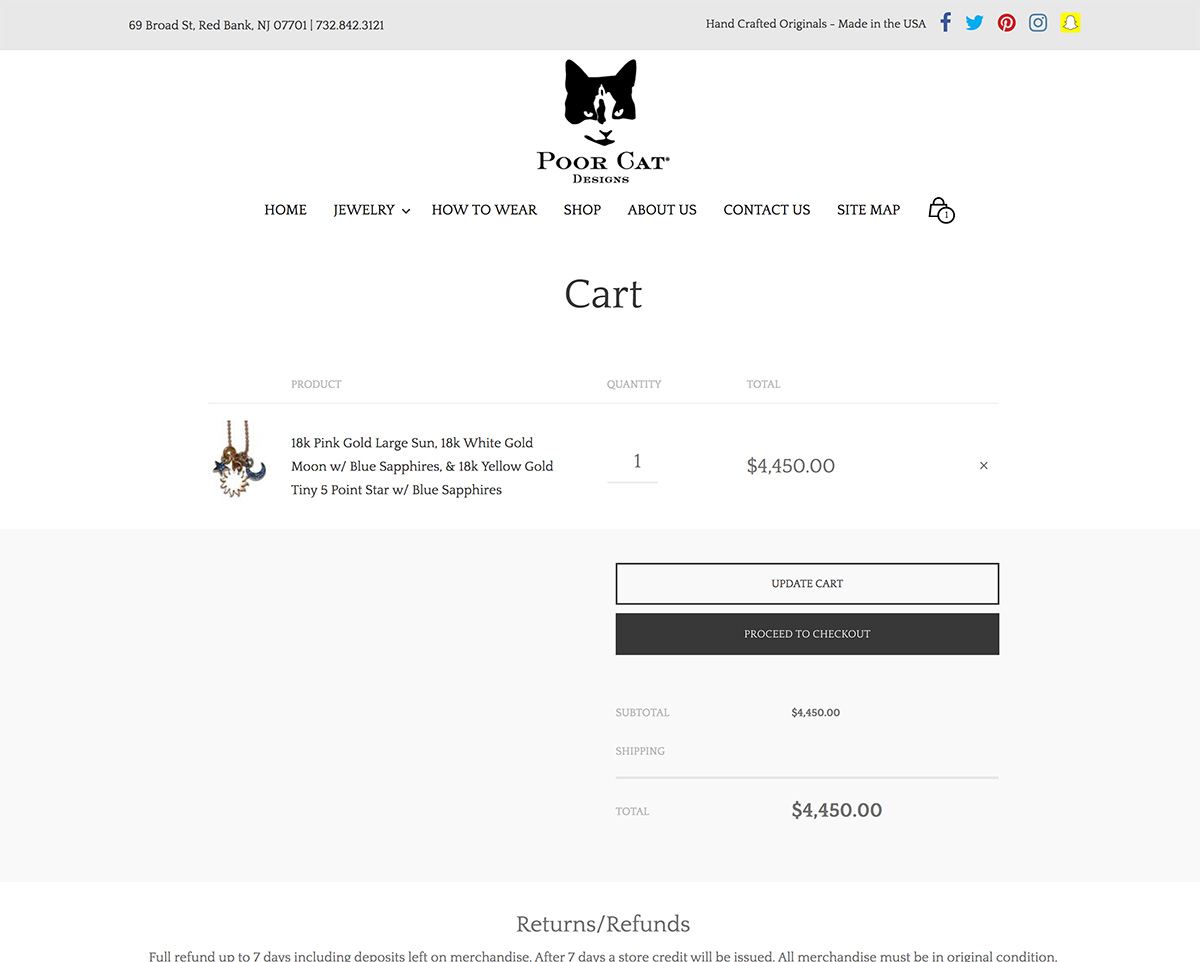 69 Broad St, Red Bank, NJ 07701 | 732.842.3121
Hand Crafted Originals - Made in the USA
POOR CAT®
DESIGNS
HOME JEWELRY HOW TO WEAR SHOP ABOUT US CONTACT US SITE MAP 1
Cart
PRODUCT QUANTITY TOTAL
18k Pink Gold Large Sun, 18k White Gold
Moon w/ Blue Sapphires, & 18k Yellow Gold
Tiny 5 Point Star w/ Blue Sapphires
1
$4,450.00
×
UPDATE CART
PROCEED TO CHECKOUT
SUBTOTAL $4,450.00
SHIPPING
TOTAL $4,450.00
Returns/Refunds
Full refund up to 7 days including deposits left on merchandise. After 7 days a store credit will be issued. All merchandise must be in original condition.